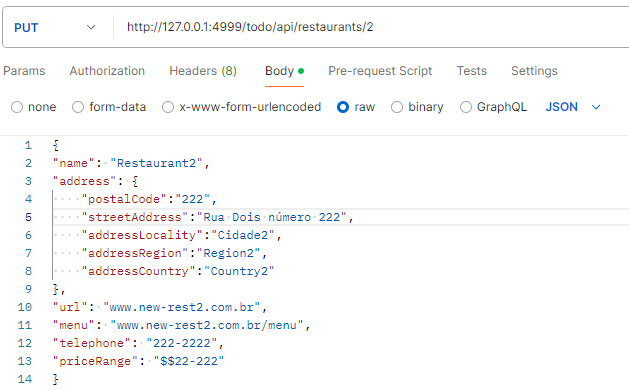 PUT http://127.0.0.1:4999/todo/api/restaurants/2
Params Authorization Headers (8) Body Pre-request Script Tests Settings
none form-data x-www-form-urlencoded raw binary GraphQL JSON
1 {
2 "name": "Restaurant2",
3 "address": {
4 "postalCode":"222",
5 "streetAddress":"Rua Dois número 222",
6 "addressLocality":"Cidade2",
7 "addressRegion":"Region2",
8 "addressCountry":"Country2"
9 },
10 "url": "www.new-rest2.com.br",
11 "menu": "www.new-rest2.com.br/menu",
12 "telephone": "222-2222",
13 "priceRange": "$$22-222"
14 }